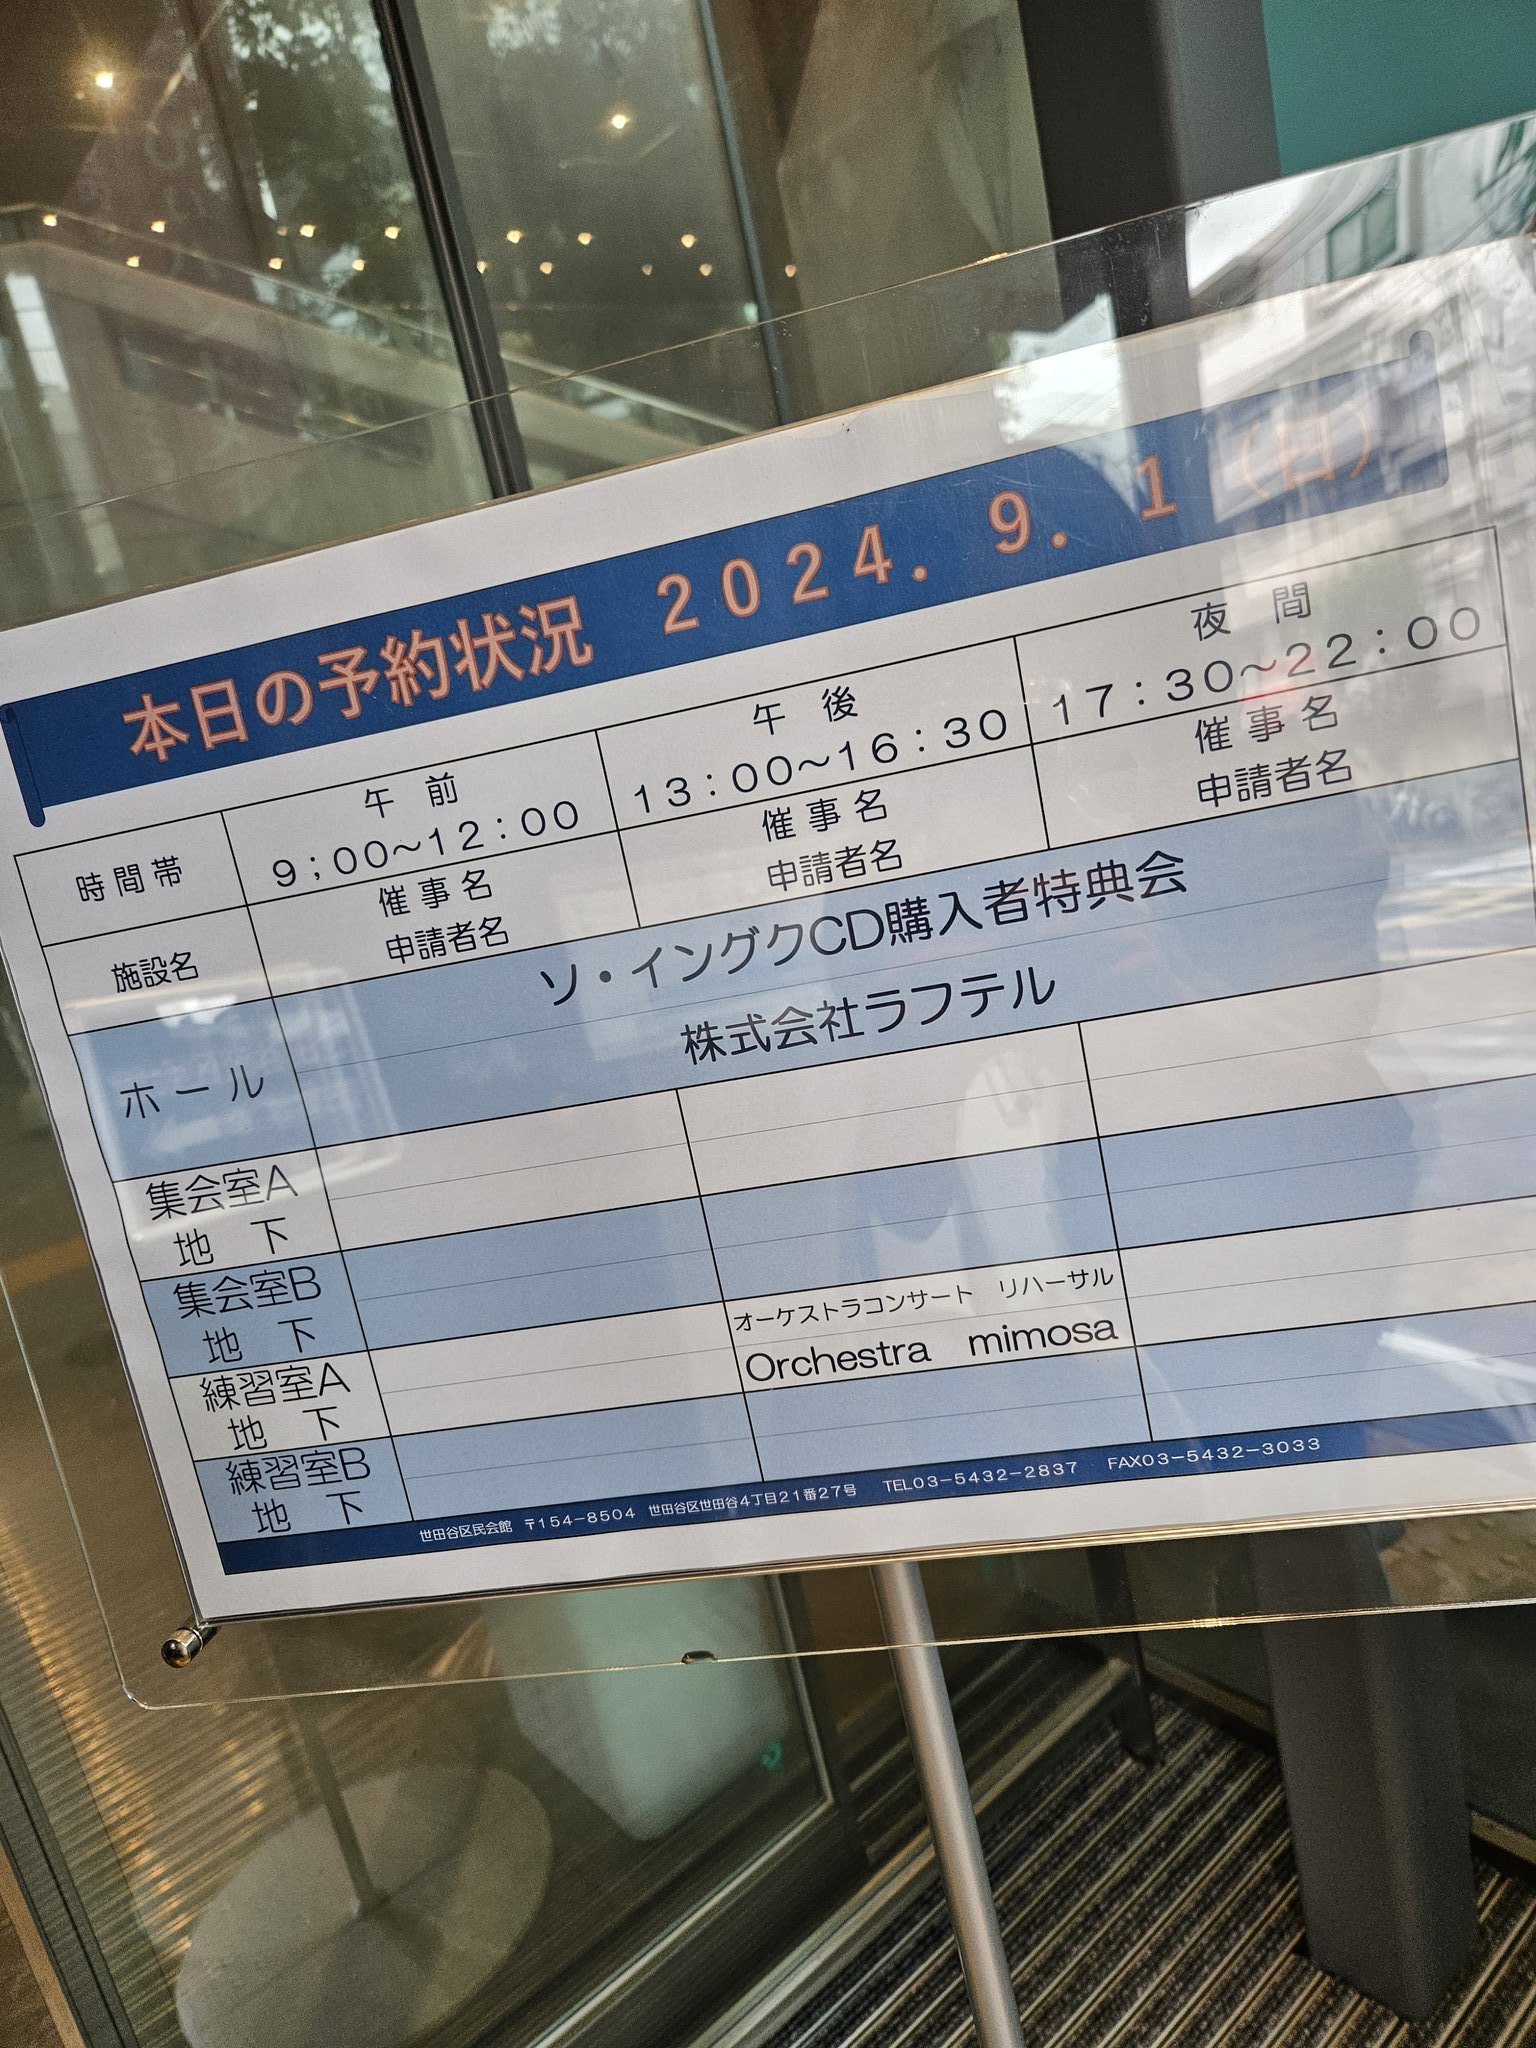 本日の予約状況 2024. 9. 1 (日)
時間帯
午 前
9;00～12:00
午 後
13:00～16:30
夜 間
17:30～22:00
施設名
催事名
申請者名
催事名
申請者名
催事名
申請者名
ホール
ソ・イングクCD購入者特典会
株式会社ラフテル
集会室A
地 下
集会室B
地 下
練習室A
地 下
オーケストラコンサート リハーサル
Orchestra mimosa
練習室B
地 下
世田谷区民会館 〒154-8504 世田谷区世田谷4丁目21番27号 TEL03-5432-2837 FAX03-5432-3033